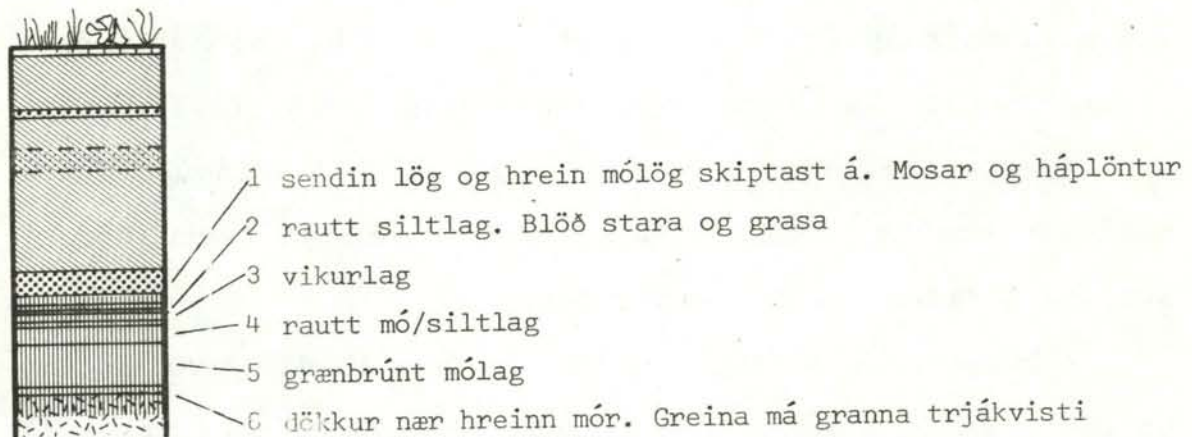 1 sendin lög og hrein mólög skiptast á. Mosar og háplöntur
2 rautt siltlag. Blöð stara og grasa
3 vikurlag
4 rautt mó/siltlag
5 grænbrúnt mólag
6 dökkur nær hreinn mór. Greina má granna trjákvisti